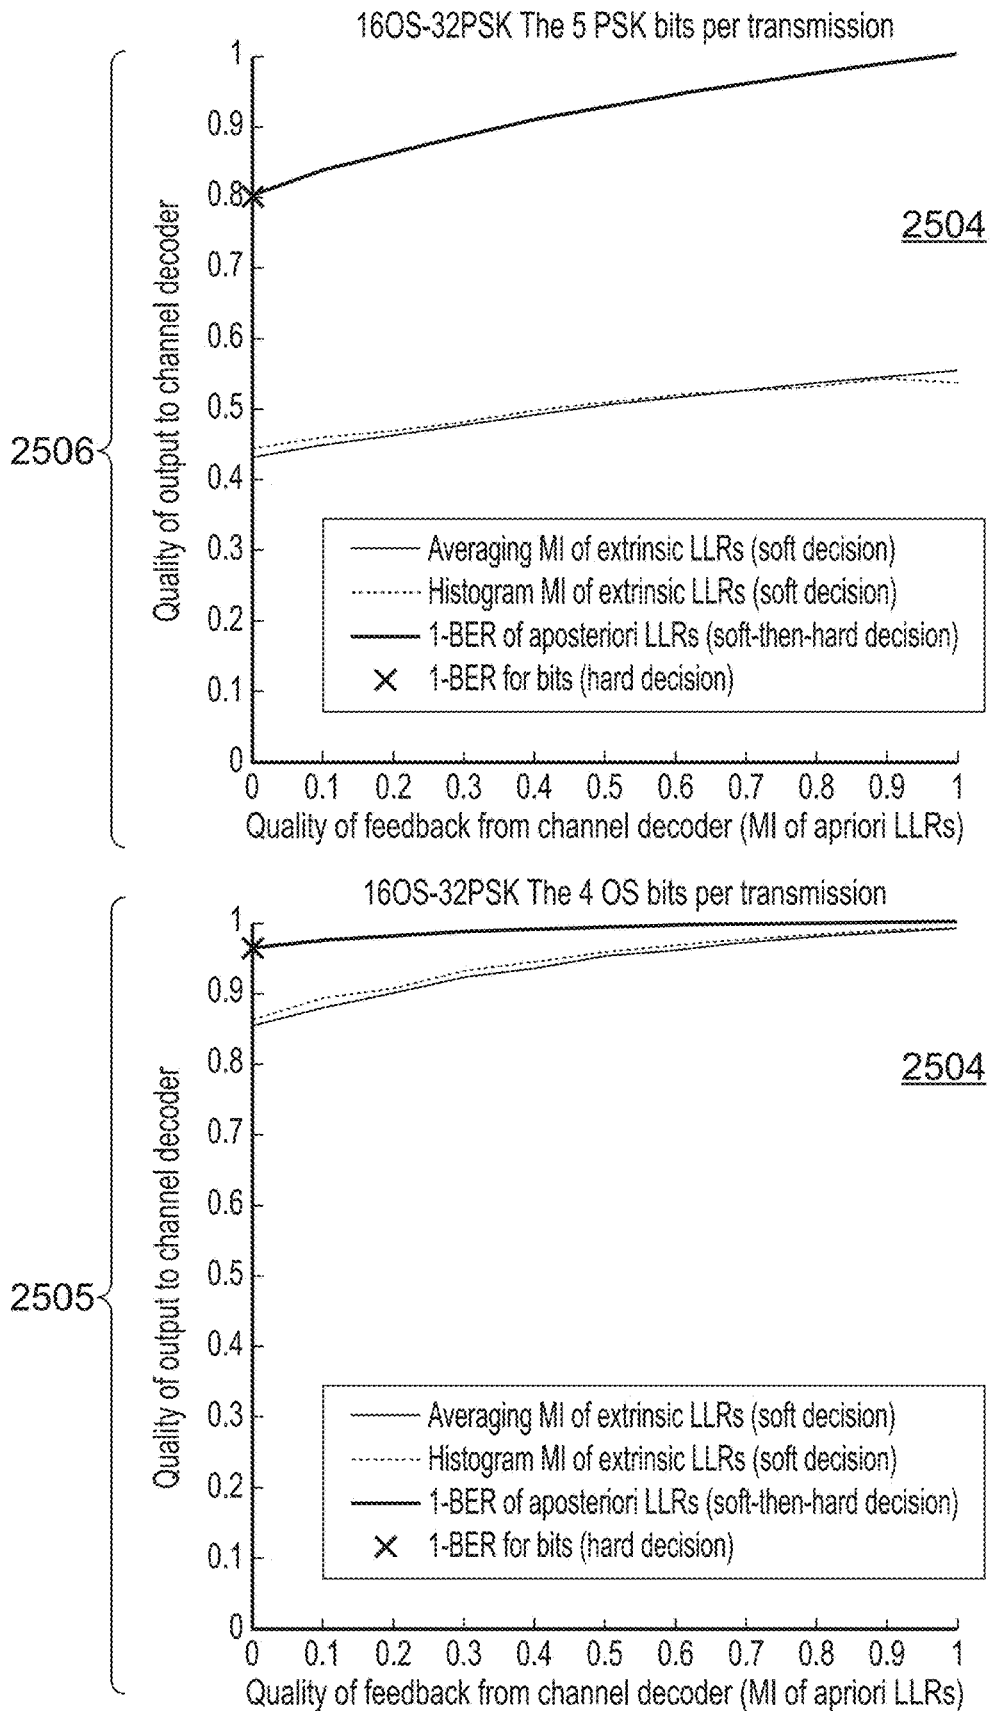 16OS-32PSK The 5 PSK bits per transmission
1
0.9
0.8
0.7
0.6
0.5
0.4
0.3
0.2
0.1
0
Quality of output to channel decoder
2504
2506
Averaging MI of extrinsic LLRs (soft decision)
Histogram MI of extrinsic LLRs (soft decision)
1-BER of aposteriori LLRs (soft-then-hard decision)
1-BER for bits (hard decision)
0 0.1 0.2 0.3 0.4 0.5 0.6 0.7 0.8 0.9 1
Quality of feedback from channel decoder (MI of apriori LLRs)
16OS-32PSK The 4 OS bits per transmission
1
0.9
0.8
0.7
0.6
0.5
0.4
0.3
0.2
0.1
0
Quality of output to channel decoder
2504
2505
Averaging MI of extrinsic LLRs (soft decision)
Histogram MI of extrinsic LLRs (soft decision)
1-BER of aposteriori LLRs (soft-then-hard decision)
1-BER for bits (hard decision)
0 0.1 0.2 0.3 0.4 0.5 0.6 0.7 0.8 0.9 1
Quality of feedback from channel decoder (MI of apriori LLRs)